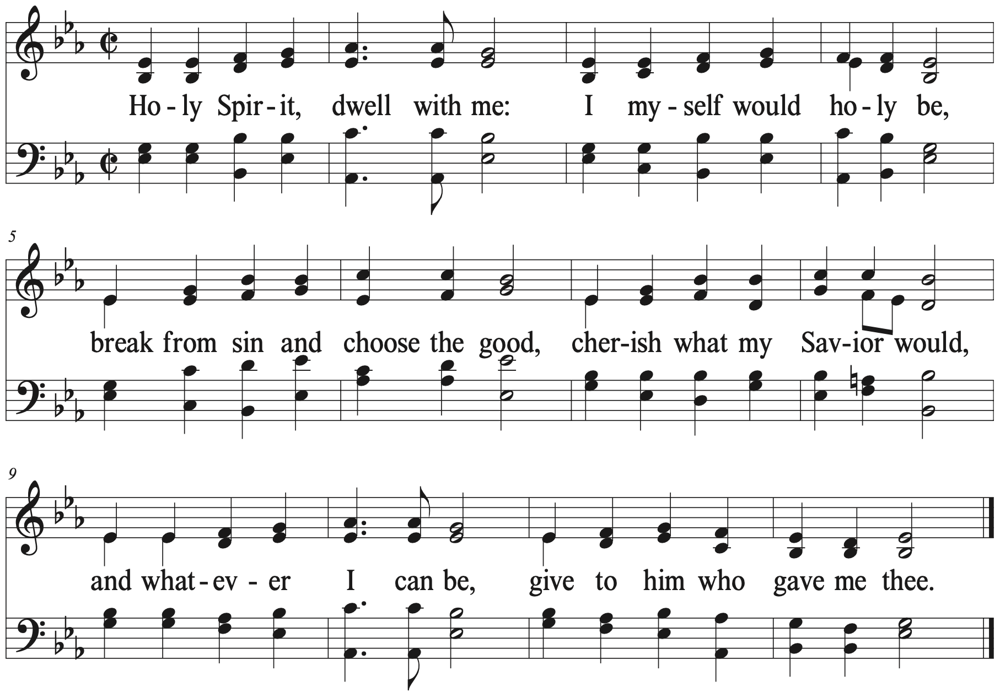 Ho - ly Spir - it, dwell with me: I my - self would ho - ly be,
5
break from sin and choose the good, cher-ish what my Sav-ior would,
9
and what - ev - er I can be, give to him who gave me thee.